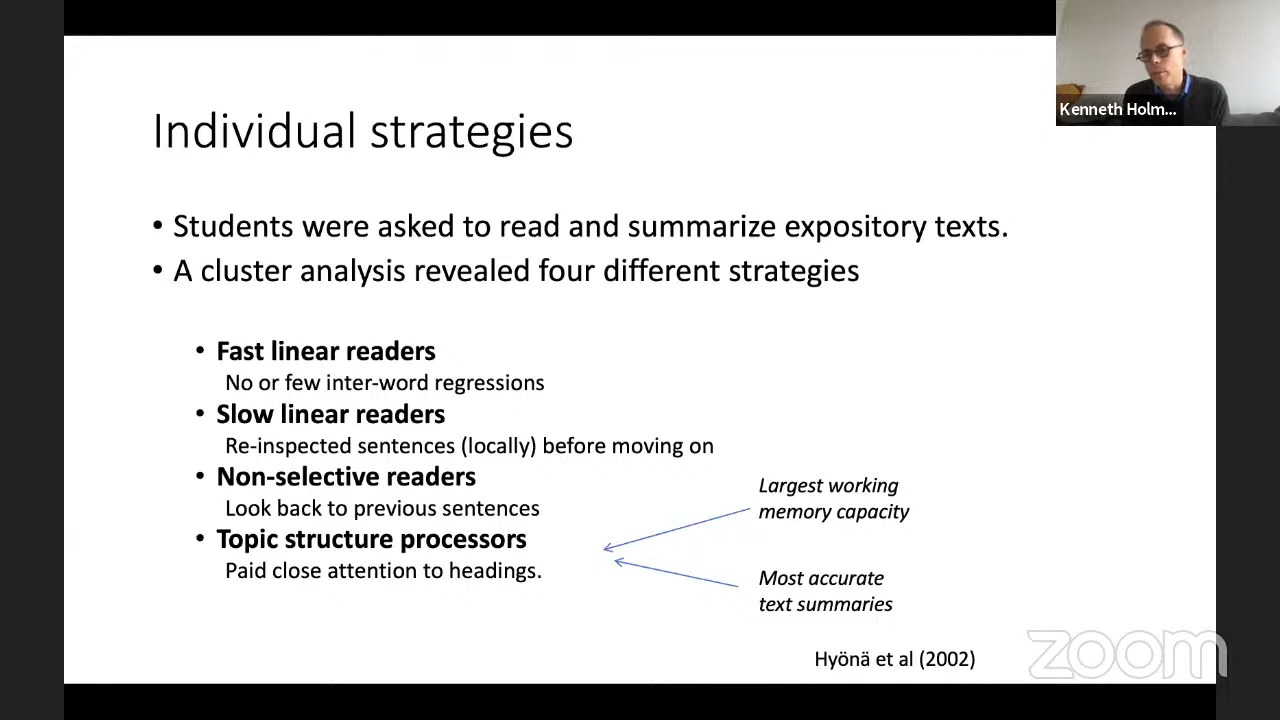 Kenneth Holm...
Individual strategies
• Students were asked to read and summarize expository texts.
• A cluster analysis revealed four different strategies
• Fast linear readers
No or few inter-word regressions
• Slow linear readers
Re-inspected sentences (locally) before moving on
• Non-selective readers
Look back to previous sentences
• Topic structure processors
Paid close attention to headings.
Largest working
memory capacity
Most accurate
text summaries
Hyönä et al (2002)
zoom